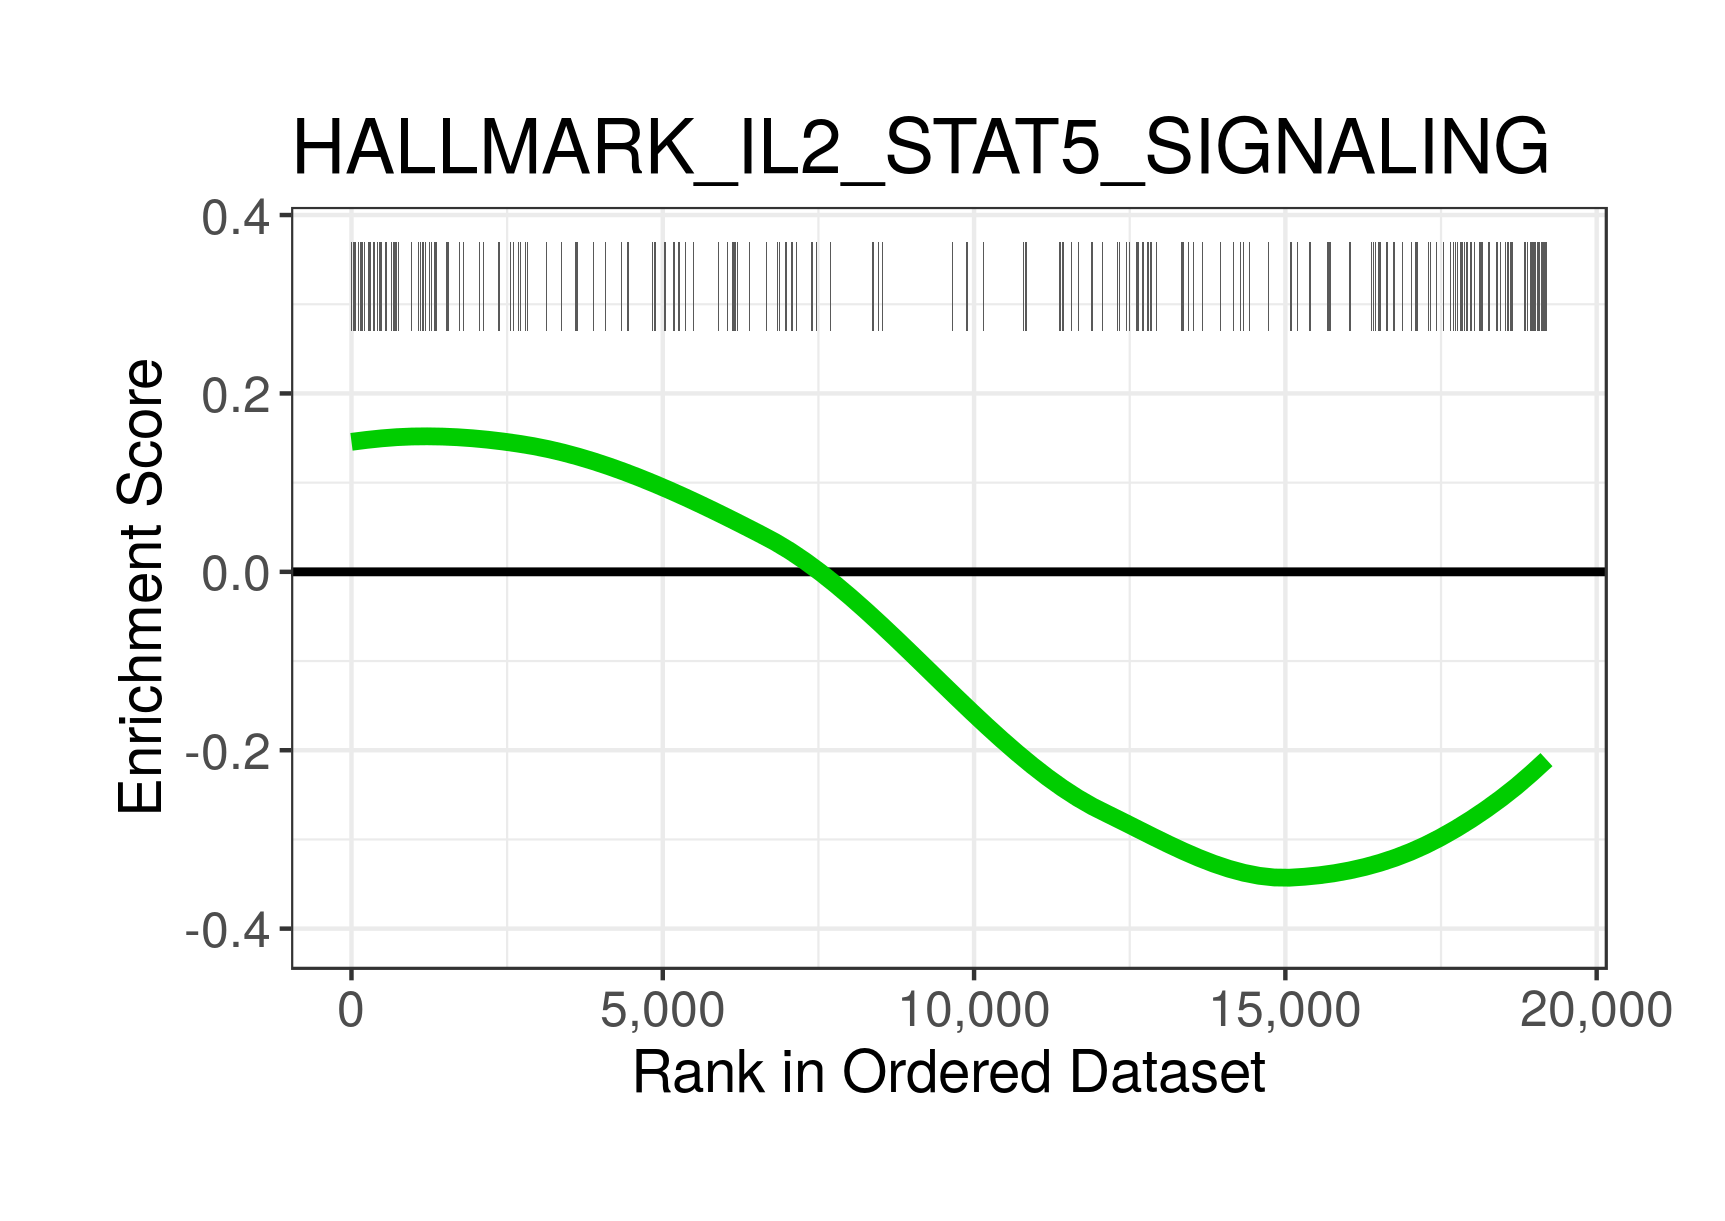 HALLMARK_IL2_STAT5_SIGNALING
0.4
0.2
0.0
-0.2
-0.4
Enrichment Score
0 5,000 10,000 15,000 20,000
Rank in Ordered Dataset